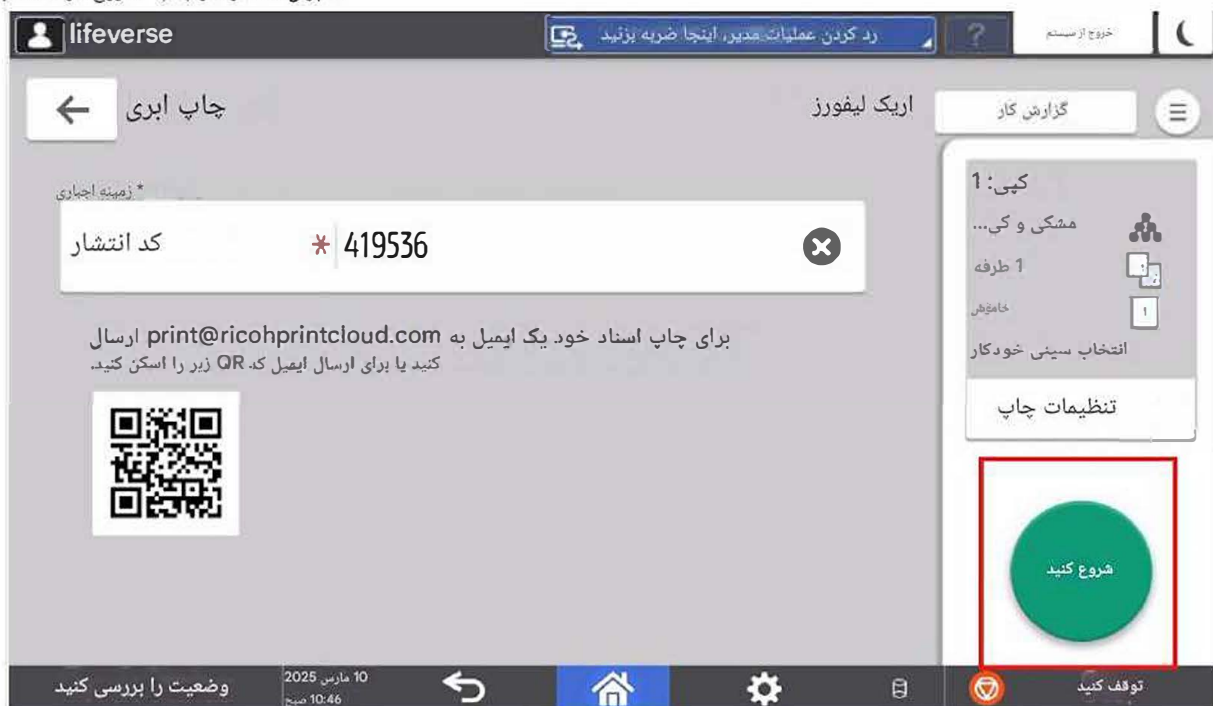 lifeverse
رد کردن عملیات مدیر، اینجا ضربه بزنید
?
خروج از سیستم
چاپ ابری
اریک لیفورز
گزارش کار
* زمینه اجباری
کد انتشار * 419536
برای چاپ اسناد خود یک ایمیل به print@ricohprintcloud.com ارسال
کنید یا برای ارسال ایمیل کد QR زیر را اسکن کنید.
کپی: 1
مشکی و کی...
1 طرفه
خاموش
انتخاب سینی خودکار
تنظیمات چاپ
شروع کنید
وضعیت را بررسی کنید
10 مارس 2025
10:46 صبح
توقف کنید